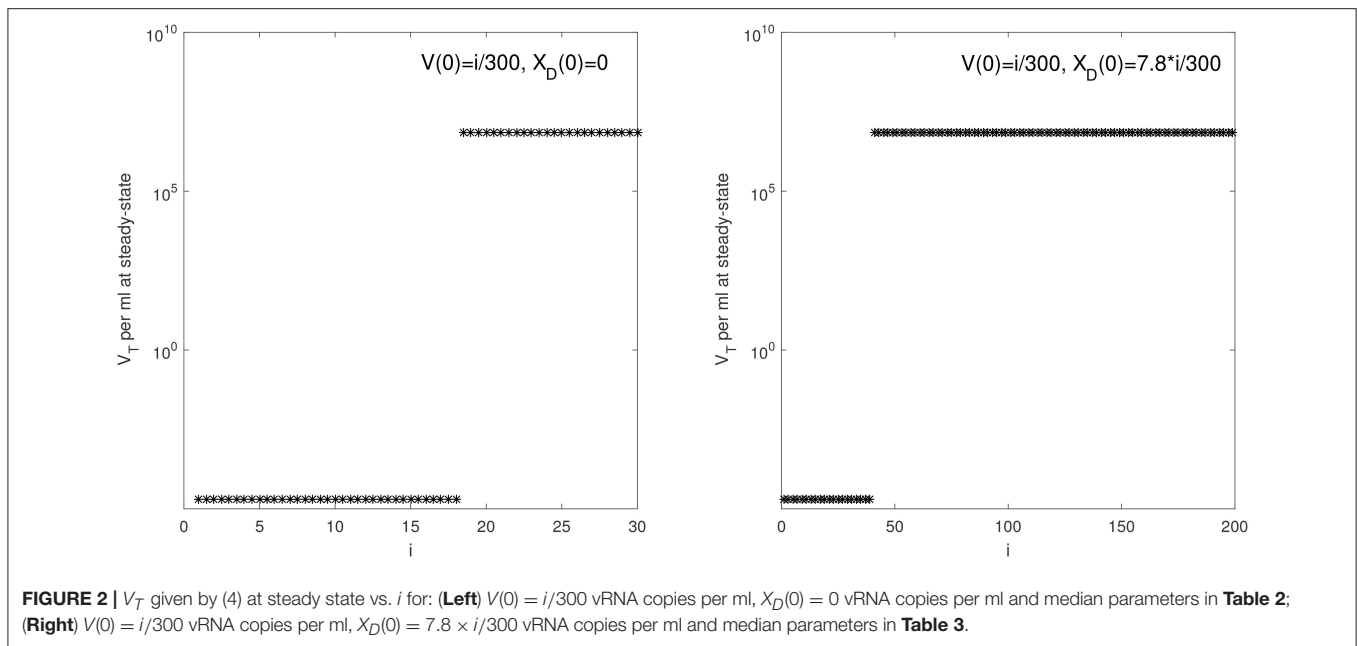 V(0)=i/300, X_D(0)=0
10^10
10^5
10^0
V_T per ml at steady-state
0 5 10 15 20 25 30
i
V(0)=i/300, X_D(0)=7.8*i/300
10^10
10^5
10^0
V_T per ml at steady-state
0 50 100 150 200
i
FIGURE 2 | V_T given by (4) at steady state vs. i for: (Left) V(0) = i/300 vRNA copies per ml, X_D(0) = 0 vRNA copies per ml and median parameters in Table 2;
(Right) V(0) = i/300 vRNA copies per ml, X_D(0) = 7.8 × i/300 vRNA copies per ml and median parameters in Table 3.